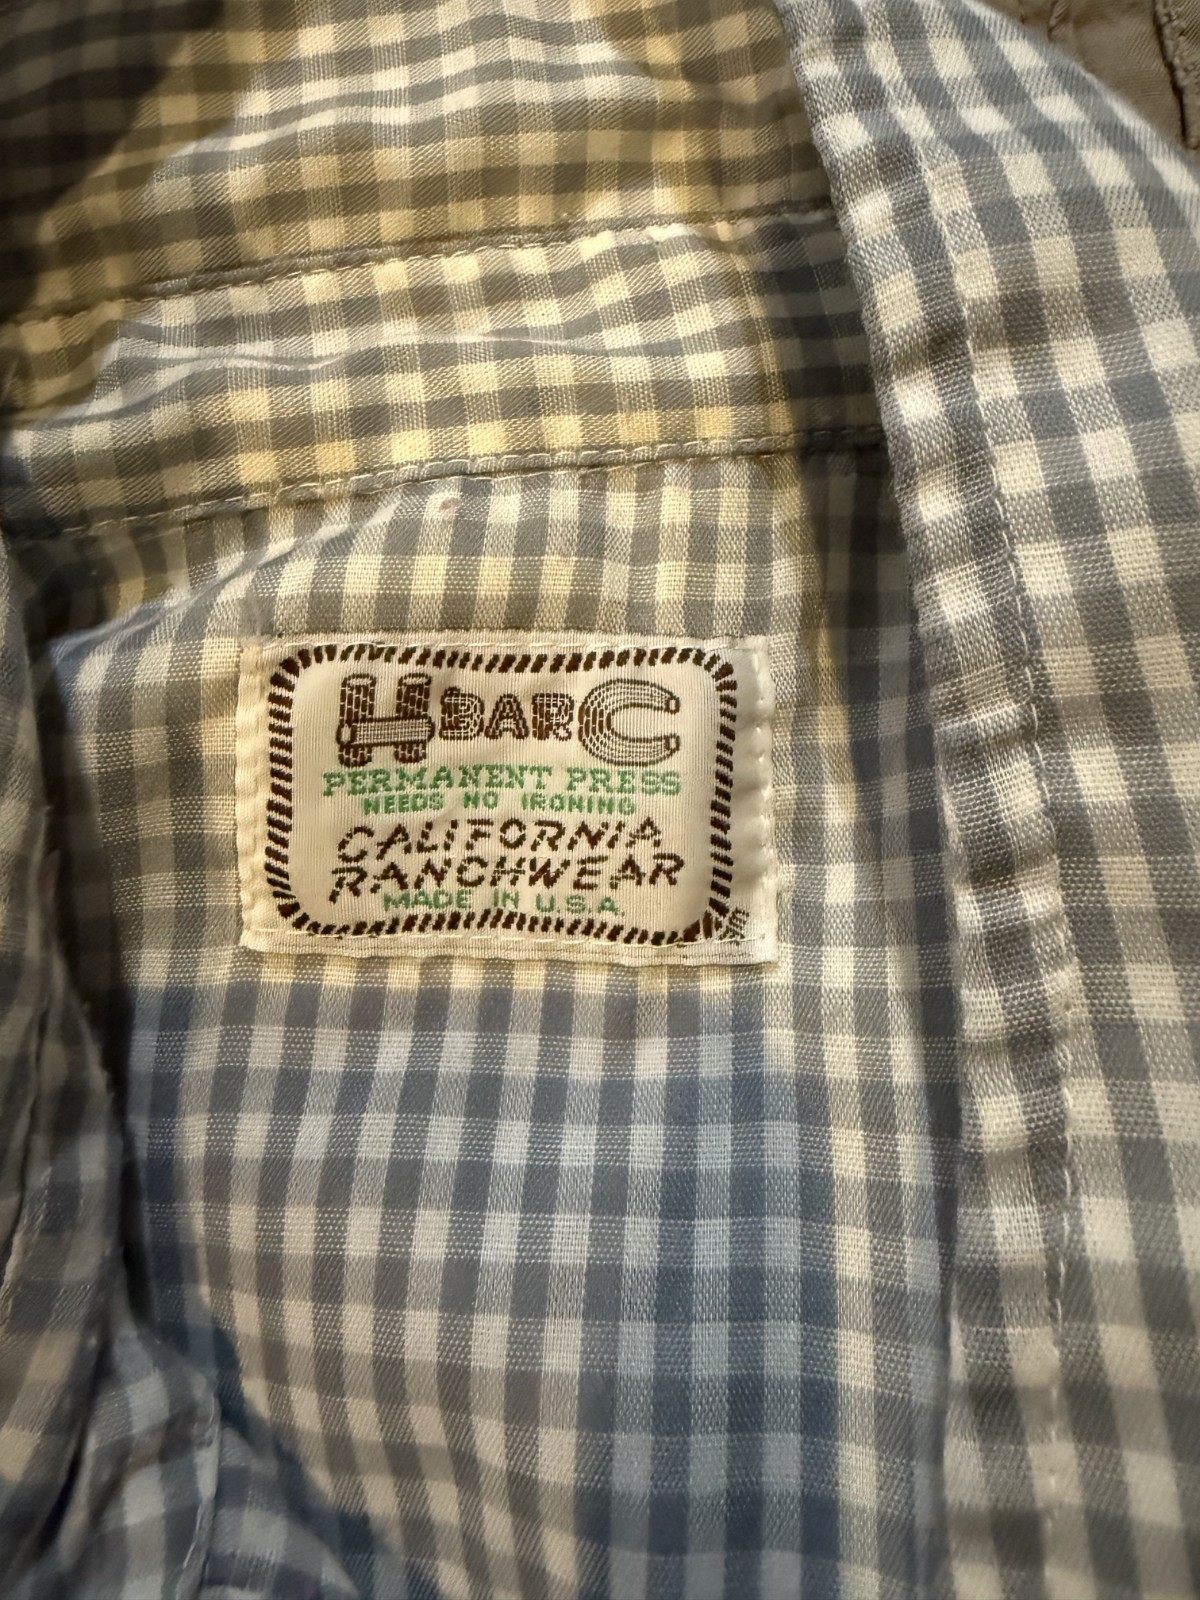 H BAR C
PERMANENT PRESS
NEEDS NO IRONING
CALIFORNIA
RANCHWEAR
MADE IN U.S.A.